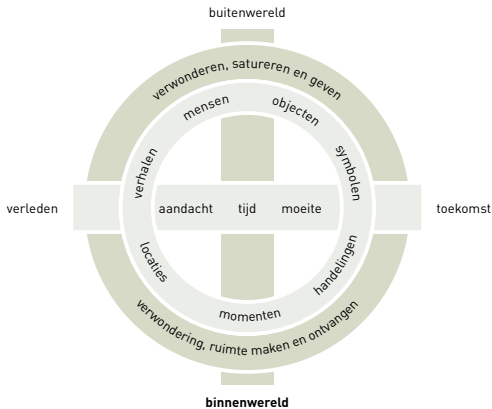 buitenwereld
verwonderen, satureren en geven
mensen
objecten
verhalen
symbolen
verleden
aandacht tijd moeite
toekomst
locaties
handelingen
momenten
verwondering, ruimte maken en ontvangen
binnenwereld